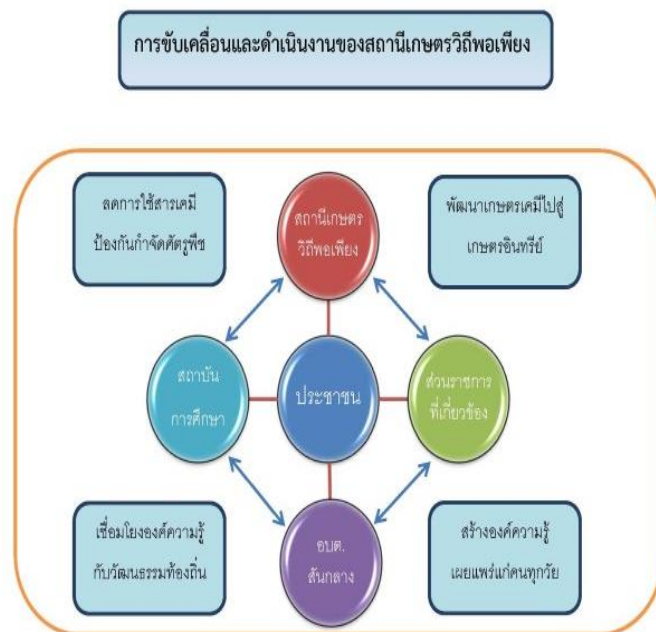 การขับเคลื่อนและดำเนินงานของสถานีเกษตรวิถีพอเพียง
ลดการใช้สารเคมี
ป้องกันกำจัดศัตรูพืช
สถานีเกษตร
วิถีพอเพียง
พัฒนาเกษตรเคมีไปสู่
เกษตรอินทรีย์
สถาบัน
การศึกษา
ประชาชน
ส่วนราชการ
ที่เกี่ยวข้อง
เชื่อมโยงองค์ความรู้
กับวัฒนธรรมท้องถิ่น
อบต.
สันกลาง
สร้างองค์ความรู้
เผยแพร่แก่คนทุกวัย